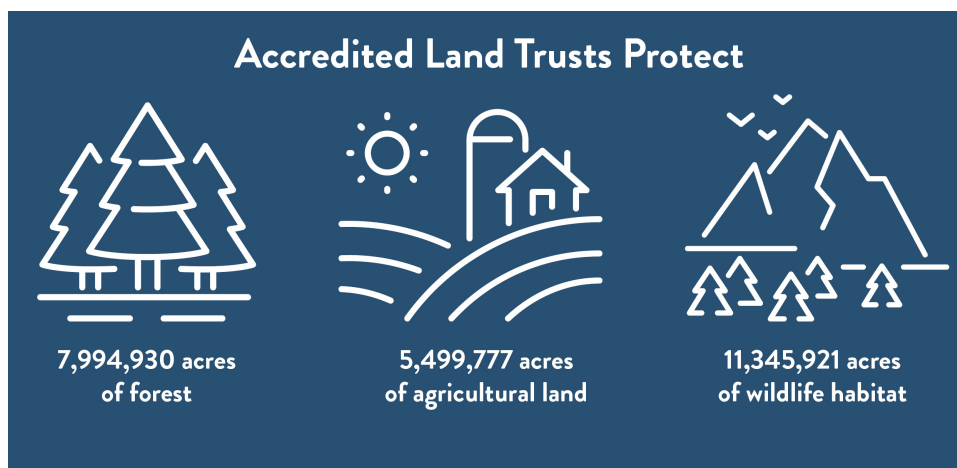 Accredited Land Trusts Protect
7,994,930 acres
of forest
5,499,777 acres
of agricultural land
11,345,921 acres
of wildlife habitat